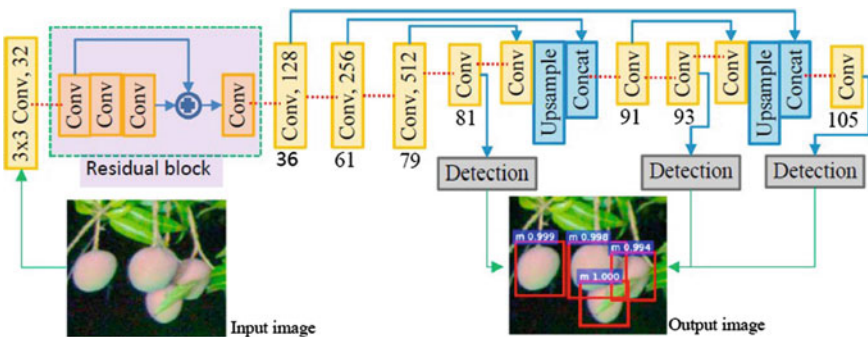 3x3 Conv, 32
Conv
Conv
Conv
Conv
Residual block
Conv, 128
36
Conv, 256
61
Conv, 512
79
Conv
81
Conv
Upsample
Concat
Conv
91
Conv
93
Conv
Upsample
Concat
Conv
105
Detection
Detection
Detection
Input image
m 0.999
m 0.998
m 0.994
m 1.000
Output image